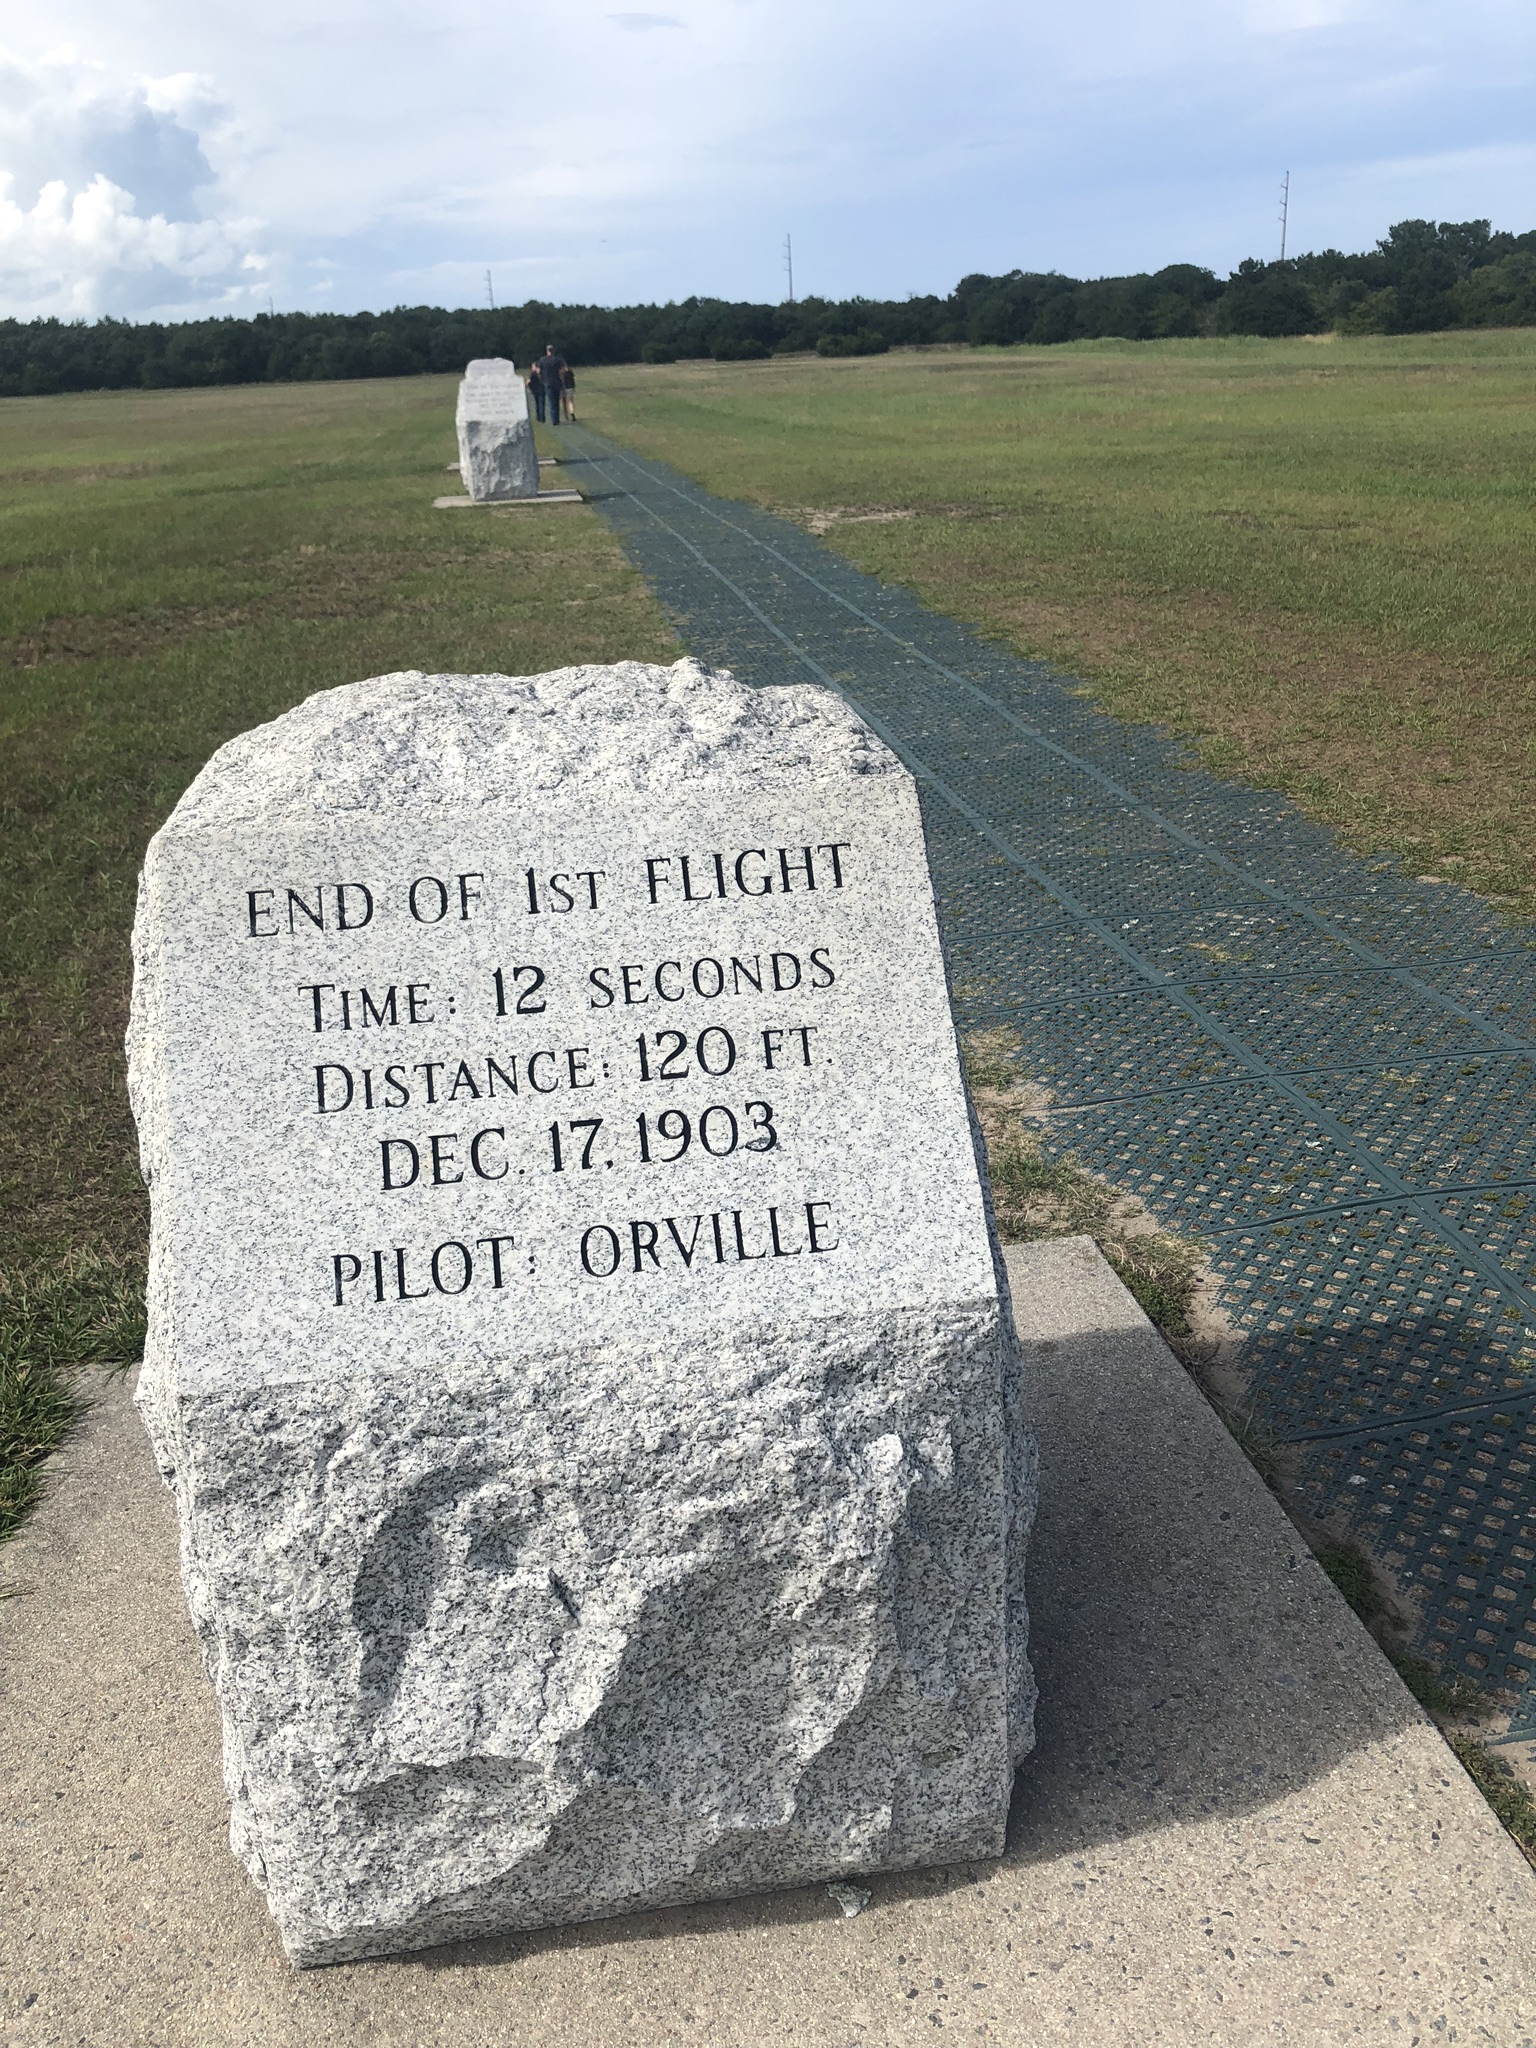 END OF 1ST FLIGHT
TIME: 12 SECONDS
DISTANCE: 120 FT.
DEC. 17, 1903
PILOT: ORVILLE